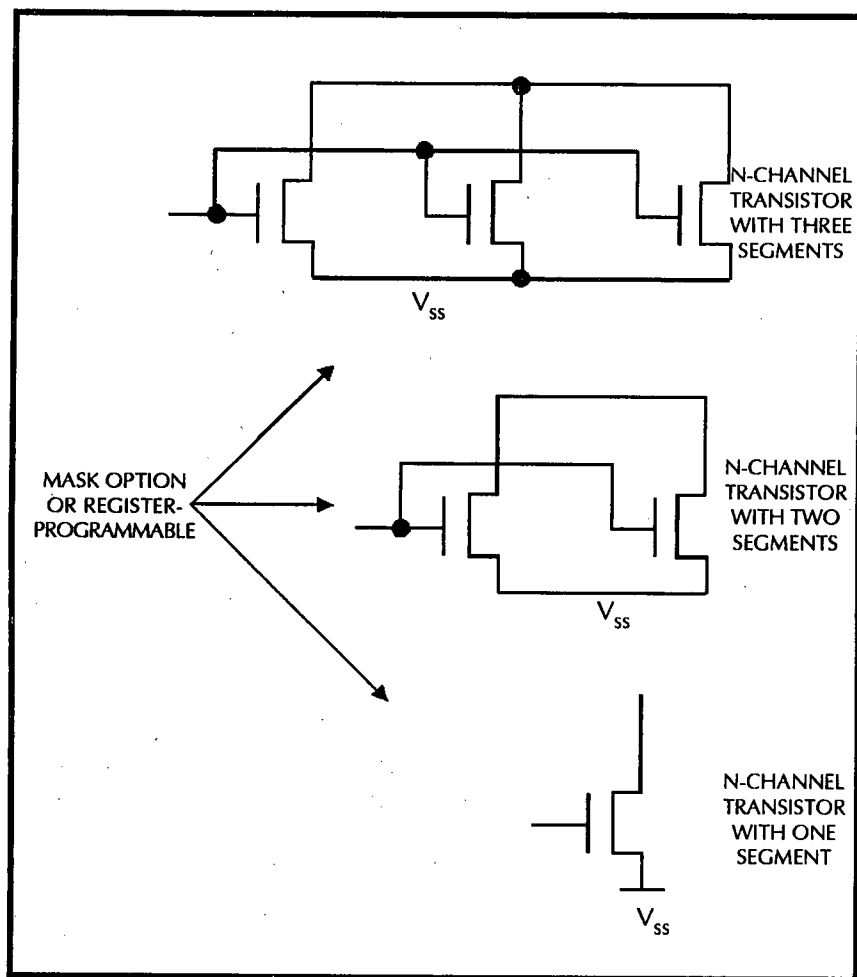 N-CHANNEL
TRANSISTOR
WITH THREE
SEGMENTS
VSS
MASK OPTION
OR REGISTER-
PROGRAMMABLE
N-CHANNEL
TRANSISTOR
WITH TWO
SEGMENTS
VSS
N-CHANNEL
TRANSISTOR
WITH ONE
SEGMENT
VSS